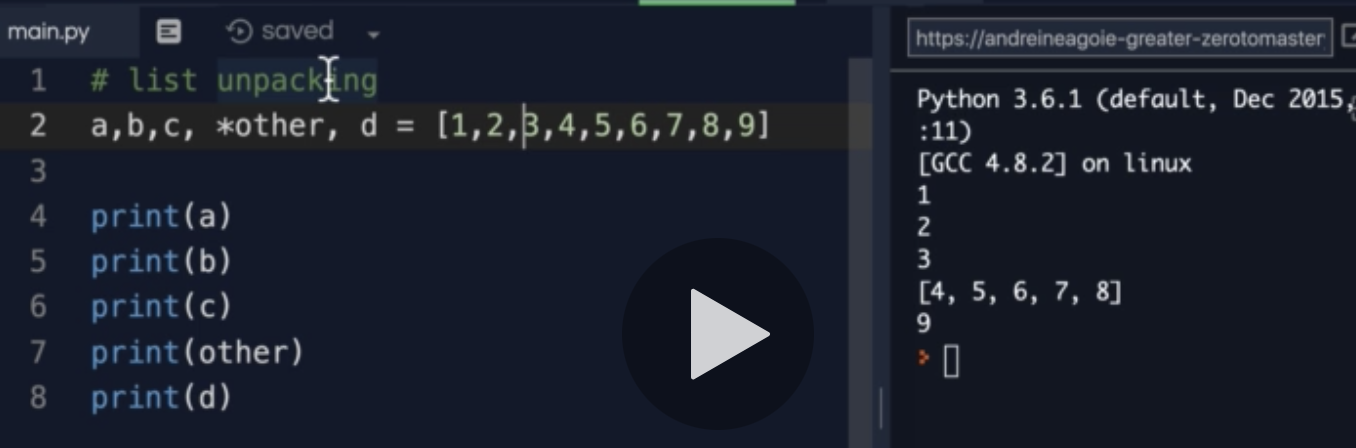 main.py
saved
1 # list unpacking
2 a,b,c, *other, d = [1,2,3,4,5,6,7,8,9]
3
4 print(a)
5 print(b)
6 print(c)
7 print(other)
8 print(d)
https://andreineagoie-greater-zerotomaster
Python 3.6.1 (default, Dec 2015,
:11)
[GCC 4.8.2] on linux
1
2
3
[4, 5, 6, 7, 8]
9